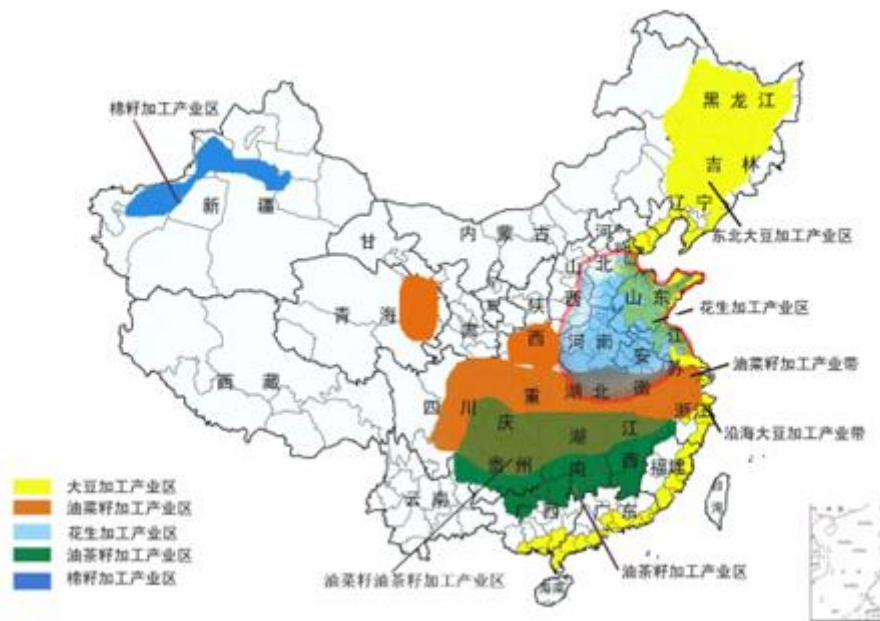 黑龙江
棉籽加工产业区
吉林
辽宁
新疆
内蒙古
河
北
东北大豆加工产业区
甘
山
西
山东
花生加工产业区
青海
陕
西
肃
河南
江
苏
安
徽
油菜籽加工产业带
西藏
四川
重
庆
湖北
浙江
沿海大豆加工产业带
湖
南
江
西
贵州
福建
台
湾
大豆加工产业区
油菜籽加工产业区
云南
广西
广东
花生加工产业区
油茶籽加工产业区
油菜籽油茶籽加工产业区
油茶籽加工产业区
棉籽加工产业区
海南